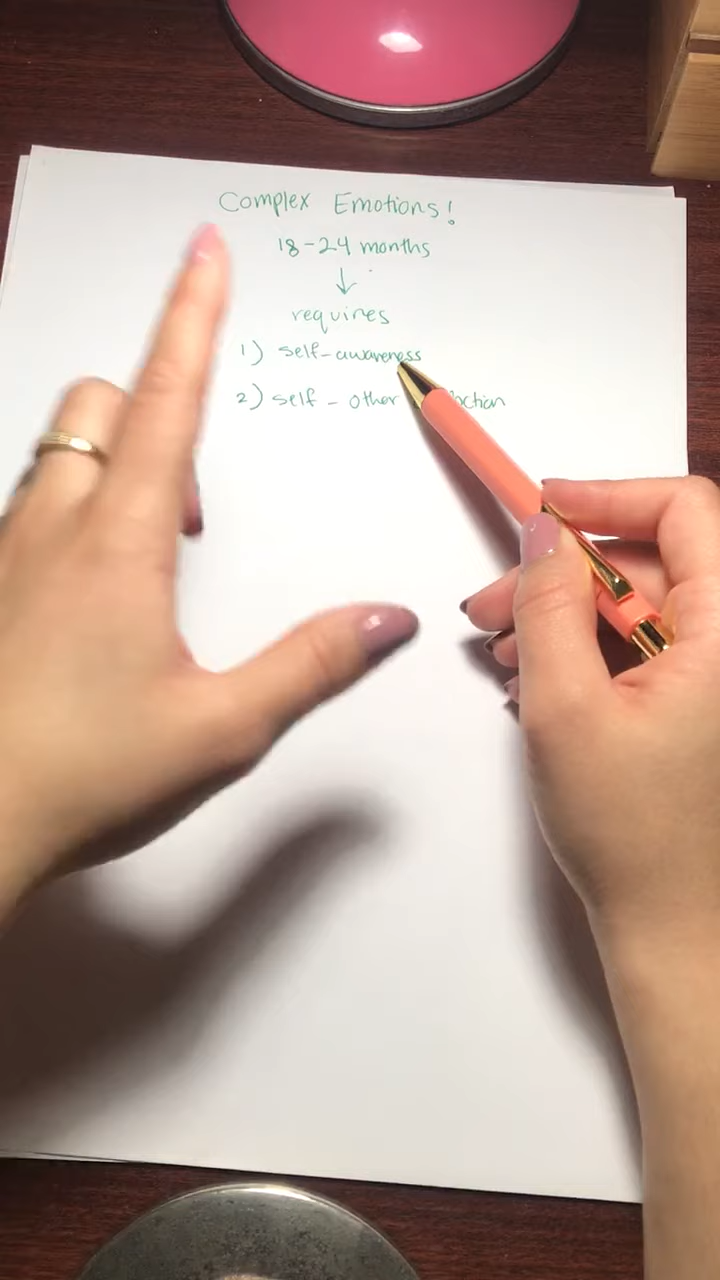 Complex Emotions!
18-24 months
↓
requires
1) self-awareness
2) self - other